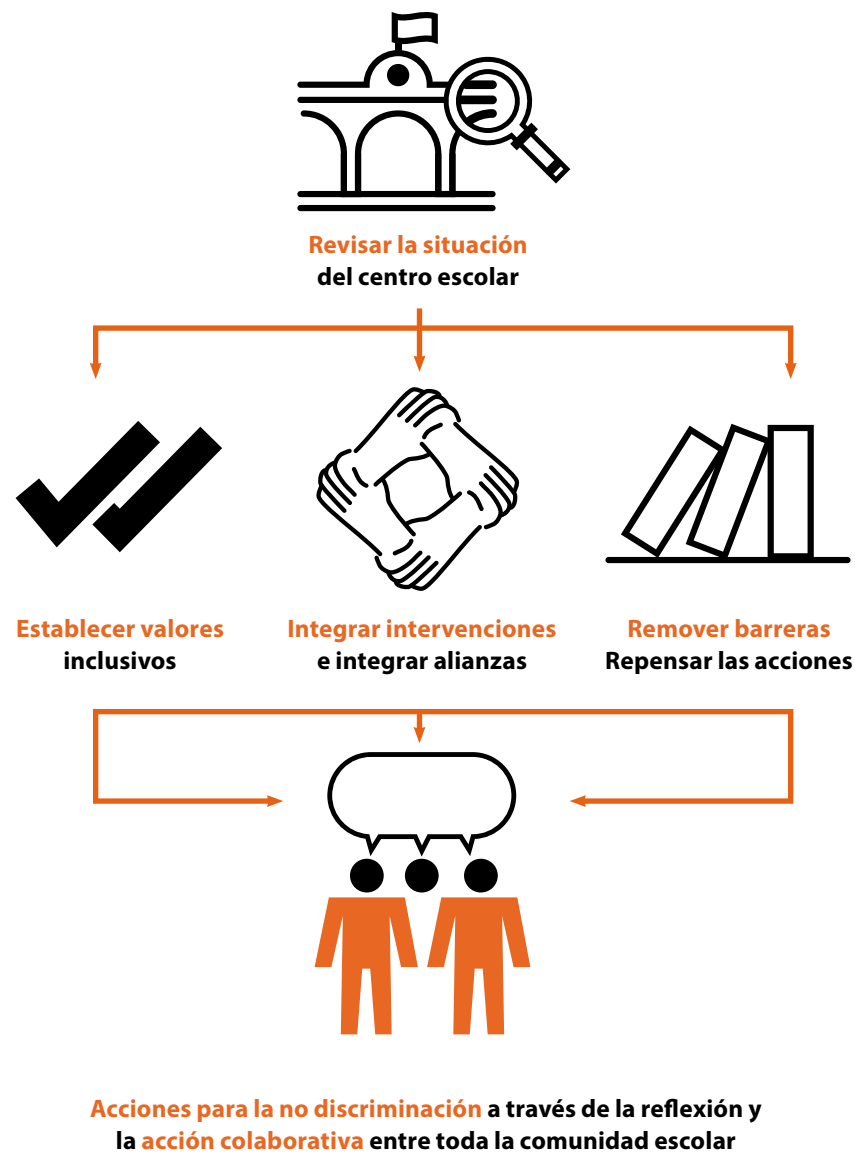 Revisar la situación
del centro escolar
Establecer valores
inclusivos
Integrar intervenciones
e integrar alianzas
Remover barreras
Repensar las acciones
Acciones para la no discriminación a través de la reflexión y
la acción colaborativa entre toda la comunidad escolar